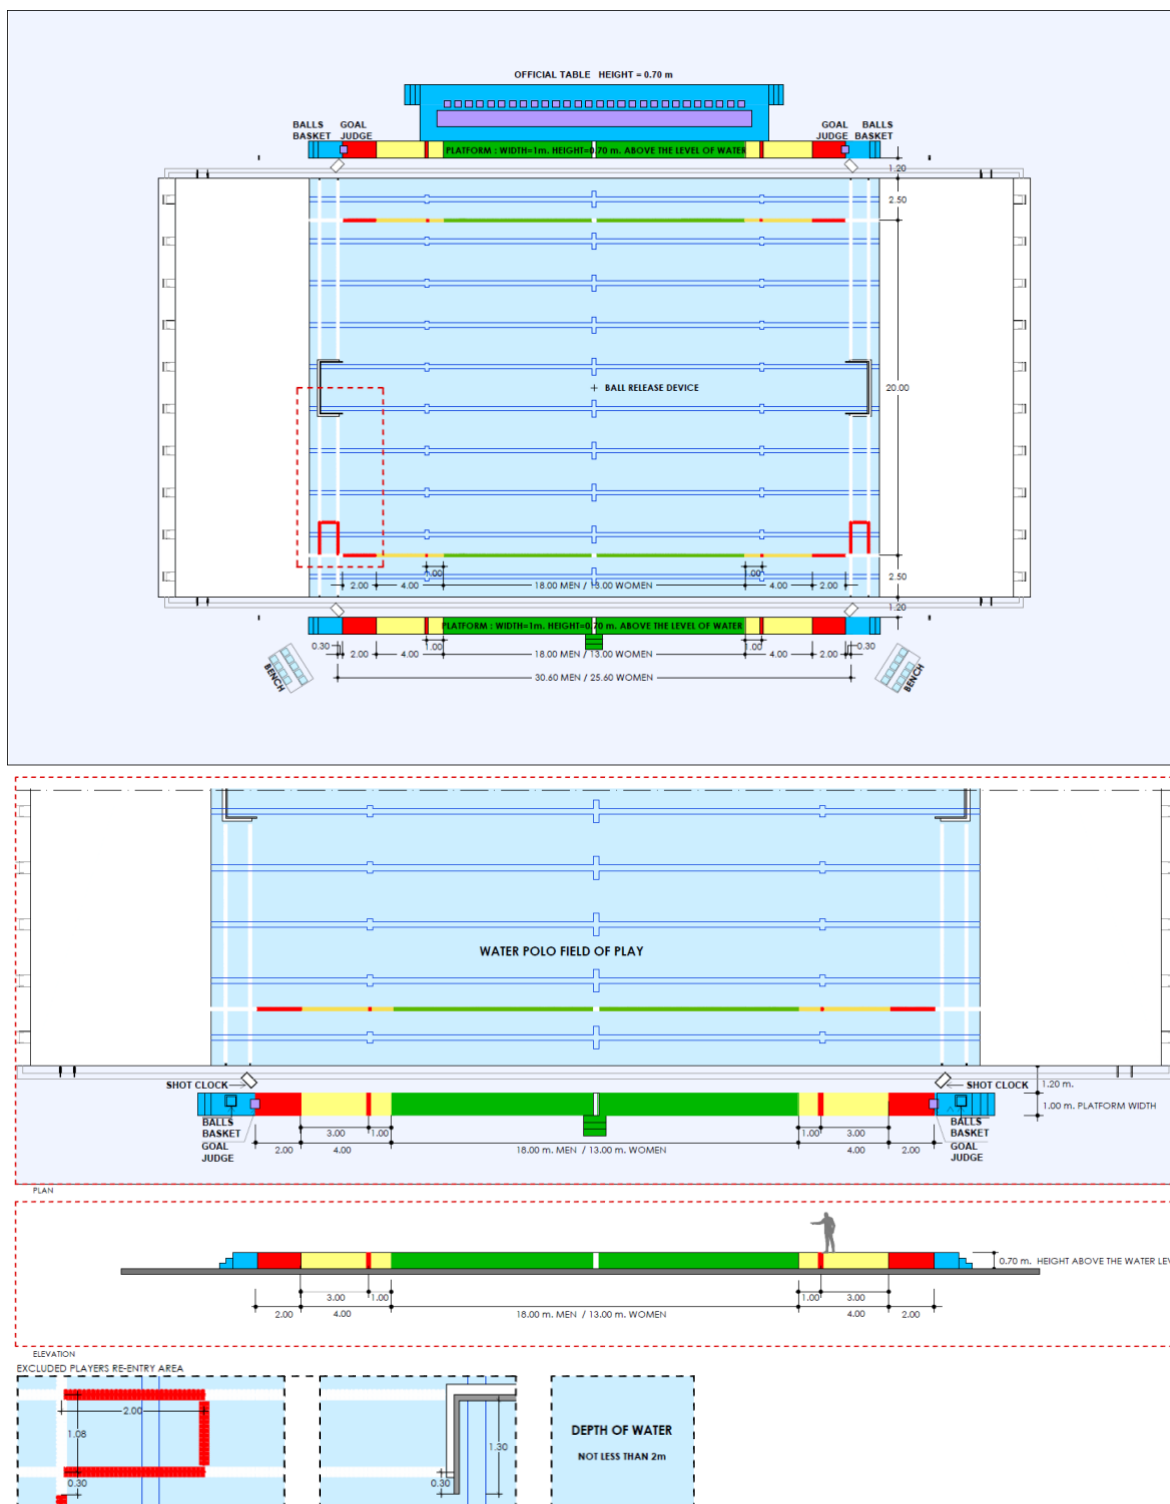 OFFICIAL TABLE HEIGHT = 0.70 m
BALLS BASKET
GOAL JUDGE
GOAL JUDGE
BALLS BASKET
PLATFORM : WIDTH=1m. HEIGHT=0.70 m. ABOVE THE LEVEL OF WATER
1.20
2.50
BALL RELEASE DEVICE
20.00
2.00 4.00 18.00 MEN / 13.00 WOMEN 4.00 2.00
2.50
1.20
PLATFORM : WIDTH=1m. HEIGHT=0.70 m. ABOVE THE LEVEL OF WATER
0.30 1.00 1.00 0.30
2.00 4.00 18.00 MEN / 13.00 WOMEN 4.00 2.00
BENCH
BENCH
30.60 MEN / 25.60 WOMEN
WATER POLO FIELD OF PLAY
SHOT CLOCK
SHOT CLOCK
1.20 m.
1.00 m. PLATFORM WIDTH
BALLS
BASKET
GOAL
JUDGE
BALLS
BASKET
GOAL
JUDGE
3.00 1.00 1.00 3.00
2.00 4.00 18.00 m. MEN / 13.00 m. WOMEN 4.00 2.00
PLAN
0.70 m. HEIGHT ABOVE THE WATER
3.00 1.00 1.00 3.00
2.00 4.00 18.00 m. MEN / 13.00 m. WOMEN 4.00 2.00
ELEVATION
EXCLUDED PLAYERS RE-ENTRY AREA
2.00
1.08
0.30
1.30
0.30
DEPTH OF WATER
NOT LESS THAN 2m